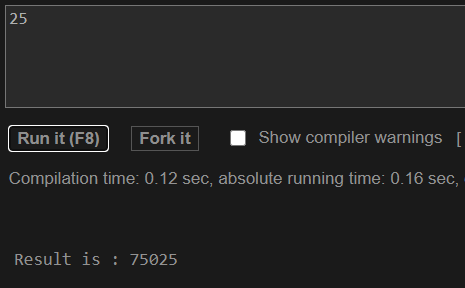 25
Run it (F8) Fork it Show compiler warnings [
Compilation time: 0.12 sec, absolute running time: 0.16 sec,
Result is : 75025